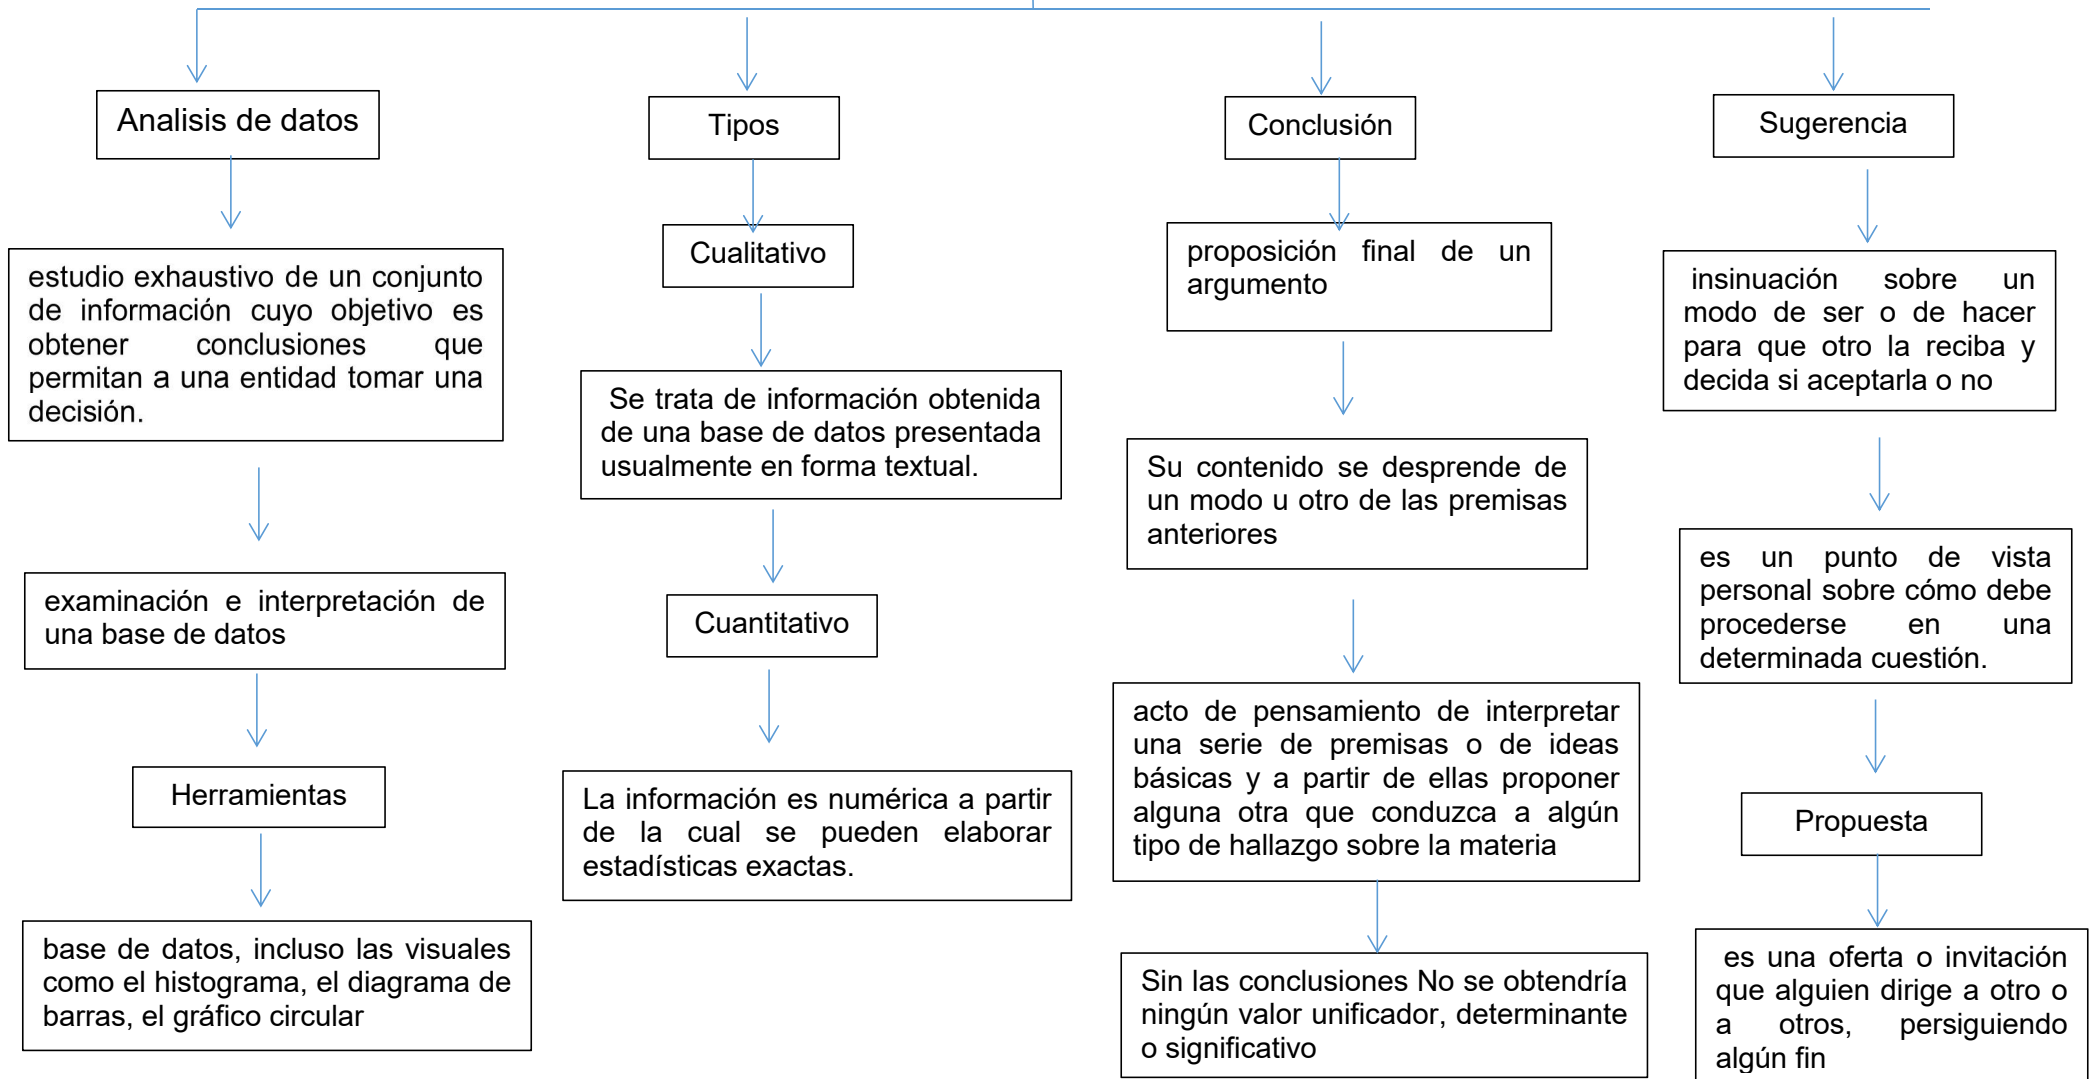 Analisis de datos
estudio exhaustivo de un conjunto
de información cuyo objetivo es
obtener conclusiones que
permitan a una entidad tomar una
decisión.
examinación e interpretación de
una base de datos
Herramientas
base de datos, incluso las visuales
como el histograma, el diagrama de
barras, el gráfico circular
Tipos
Cualitativo
Se trata de información obtenida
de una base de datos presentada
usualmente en forma textual.
Cuantitativo
La información es numérica a partir
de la cual se pueden elaborar
estadísticas exactas.
Conclusión
proposición final de un
argumento
Su contenido se desprende de
un modo u otro de las premisas
anteriores
acto de pensamiento de interpretar
una serie de premisas o de ideas
básicas y a partir de ellas proponer
alguna otra que conduzca a algún
tipo de hallazgo sobre la materia
Sin las conclusiones No se obtendría
ningún valor unificador, determinante
o significativo
Sugerencia
insinuación sobre un
modo de ser o de hacer
para que otro la reciba y
decida si aceptarla o no
es un punto de vista
personal sobre cómo debe
procederse en una
determinada cuestión.
Propuesta
es una oferta o invitación
que alguien dirige a otro o
a otros, persiguiendo
algún fin